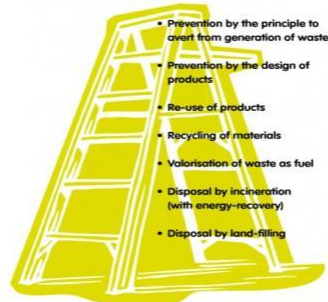 • Prevention by the principle to
avert from generation of waste
• Prevention by the design of
products
• Re-use of products
• Recycling of materials
• Valorisation of waste as fuel
• Disposal by incineration
(with energy-recovery)
• Disposal by land-filling